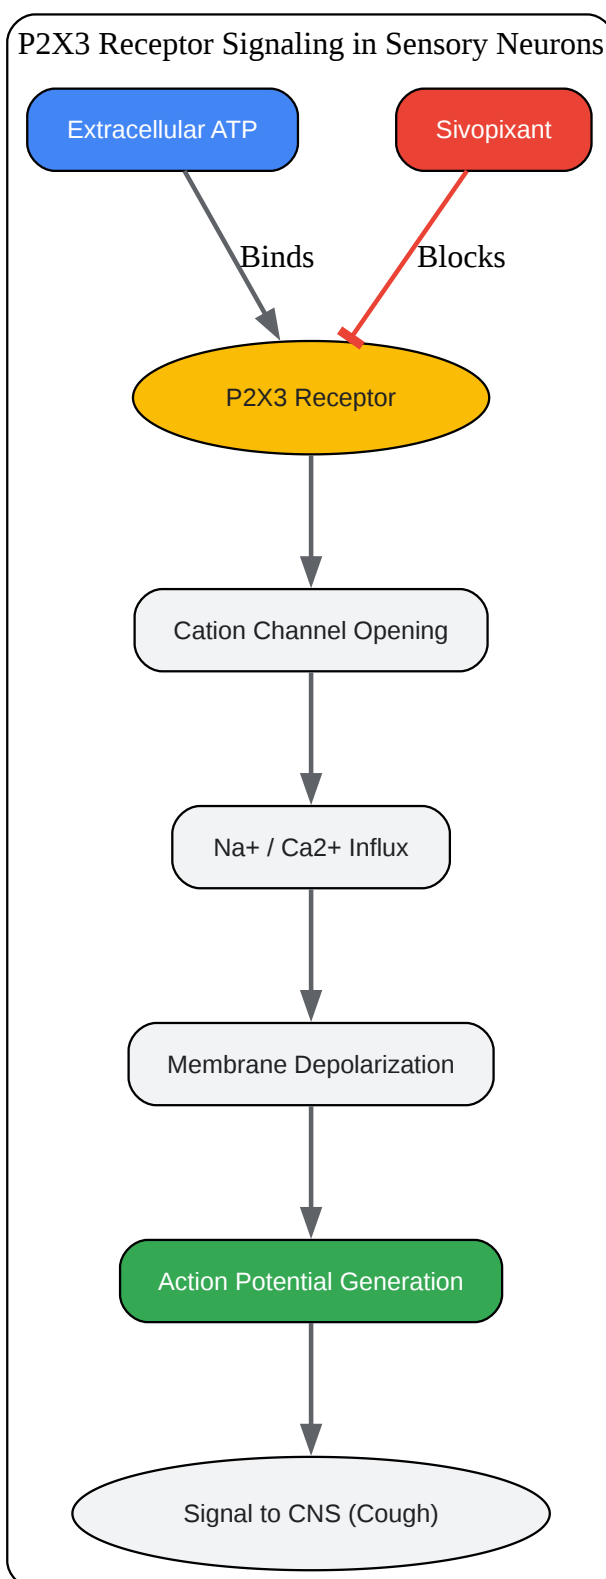 P2X3 Receptor Signaling in Sensory Neurons
Extracellular ATP
Sivopixant
Binds
Blocks
P2X3 Receptor
Cation Channel Opening
Na+ / Ca2+ Influx
Membrane Depolarization
Action Potential Generation
Signal to CNS (Cough)